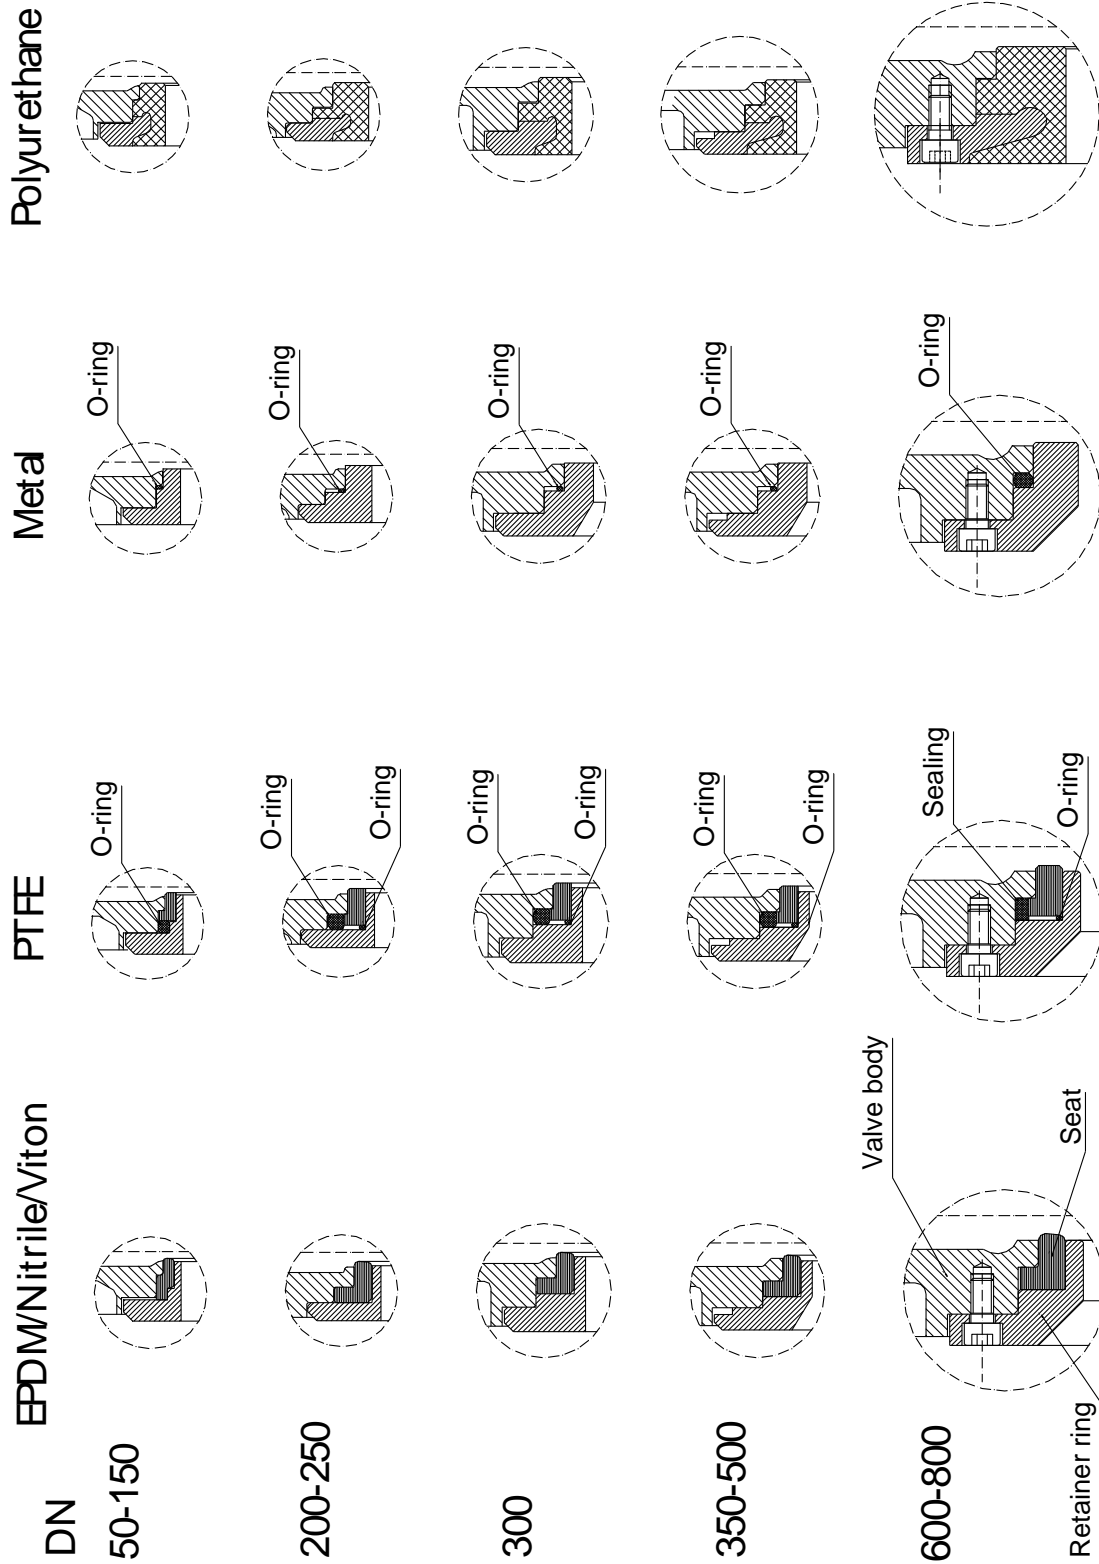 DN
EPDM/Nitrile/Viton
PTFE
Metal
Polyurethane
50-150
O-ring
O-ring
200-250
O-ring
O-ring
O-ring
300
O-ring
O-ring
O-ring
350-500
O-ring
O-ring
O-ring
600-800
Valve body
Sealing
O-ring
Retainer ring
Seat
O-ring